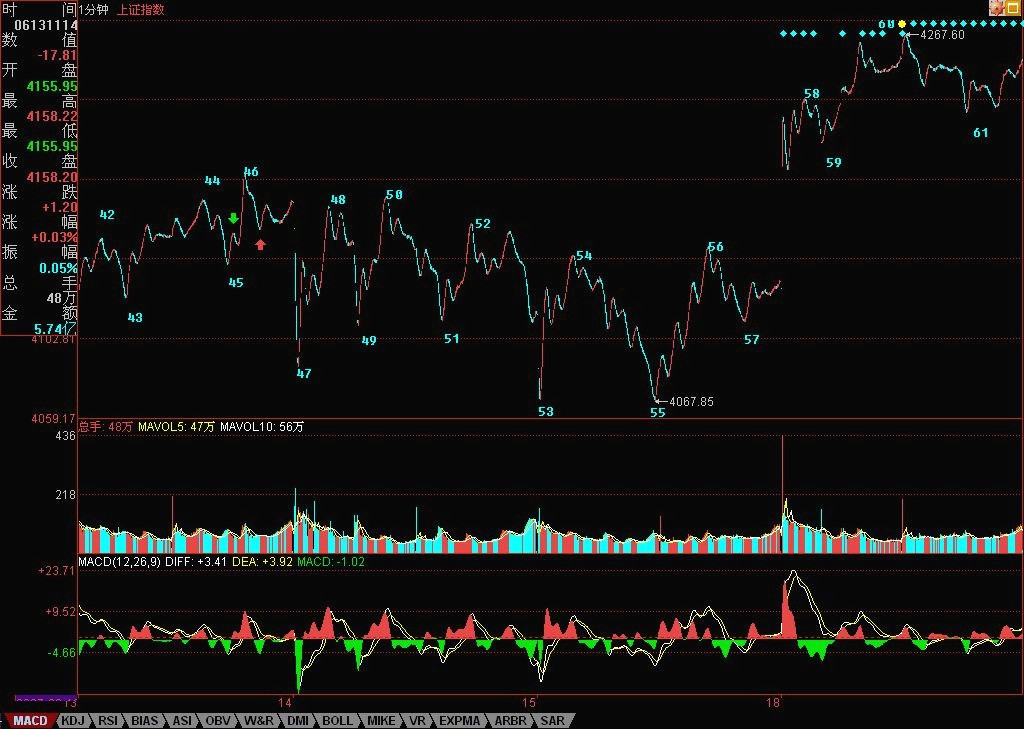 时 间
06131114
数 值
-17.81
开 盘
4155.95
最 高
4158.22
最 低
4155.95
收 盘
4158.20
涨 跌
+1.20
涨 幅
+0.03%
振 幅
0.05%
总 手
48万
金 额
5.74亿
1分钟 上证指数
60
4267.60
58
61
59
46
44
42
48
50
52
45
54
56
43
49
51
57
4102.81
47
53
55
4067.85
4059.17
总手: 48万 MAVOL5: 47万 MAVOL10: 56万
436
218
MACD(12,26,9) DIFF: +3.41 DEA: +3.92 MACD: -1.02
+23.71
+9.52
-4.66
13 14 15 18
MACD KDJ RSI BIAS ASI OBV W&R DMI BOLL MIKE VR EXPMA ARBR SAR